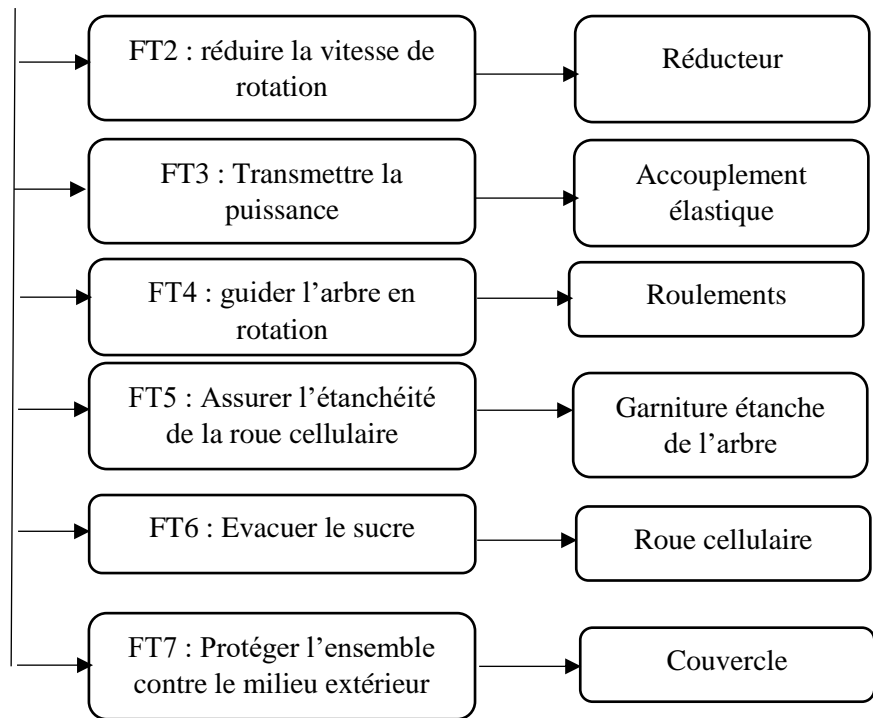 FT2 : réduire la vitesse de
rotation
Réducteur
FT3 : Transmettre la
puissance
Accouplement
élastique
FT4 : guider l’arbre en
rotation
Roulements
FT5 : Assurer l’étanchéité
de la roue cellulaire
Garniture étanche
de l’arbre
FT6 : Evacuer le sucre
Roue cellulaire
FT7 : Protéger l’ensemble
contre le milieu extérieur
Couvercle